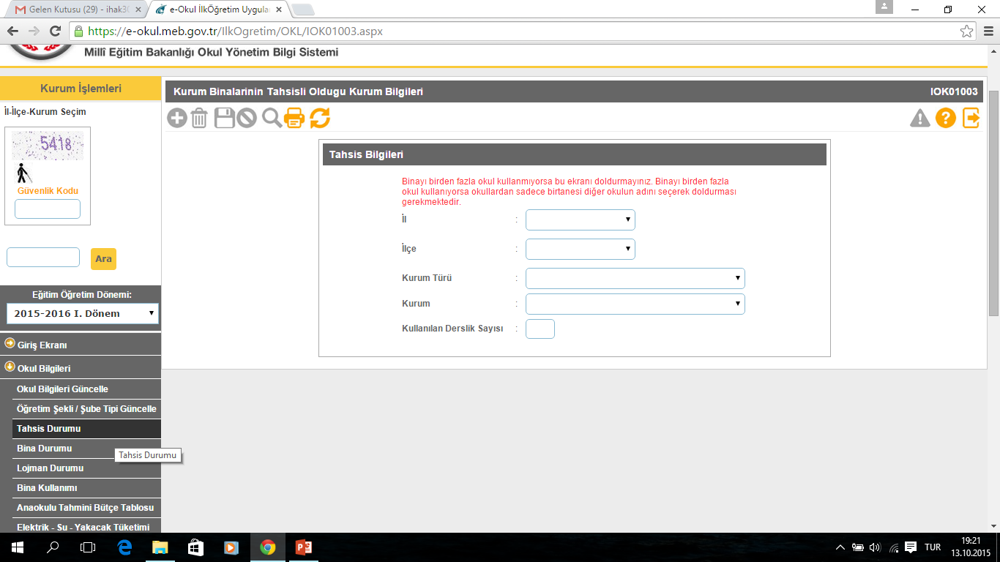 Gelen Kutusu (29) - ihak30
e-Okul İlkÖğretim Uygula
https://e-okul.meb.gov.tr/IlkOgretim/OKL/IOK01003.aspx
Millî Eğitim Bakanlığı Okul Yönetim Bilgi Sistemi
Kurum İşlemleri
İl-İlçe-Kurum Seçim
5418
Güvenlik Kodu
Ara
Eğitim Öğretim Dönemi:
2015-2016 I. Dönem
Giriş Ekranı
Okul Bilgileri
Okul Bilgileri Güncelle
Öğretim Şekli / Şube Tipi Güncelle
Tahsis Durumu
Bina Durumu
Tahsis Durumu
Lojman Durumu
Bina Kullanımı
Anaokulu Tahmini Bütçe Tablosu
Elektrik - Su - Yakacak Tüketimi
Kurum Binalarinin Tahsisli Oldugu Kurum Bilgileri IOK01003
Tahsis Bilgileri
Binayı birden fazla okul kullanmıyorsa bu ekranı doldurmayınız. Binayı birden fazla
okul kullanıyorsa okullardan sadece birtanesi diğer okulun adını seçerek doldurması
gerekmektedir.
İl :
İlçe :
Kurum Türü :
Kurum :
Kullanılan Derslik Sayısı :
TUR
19:21
13.10.2015